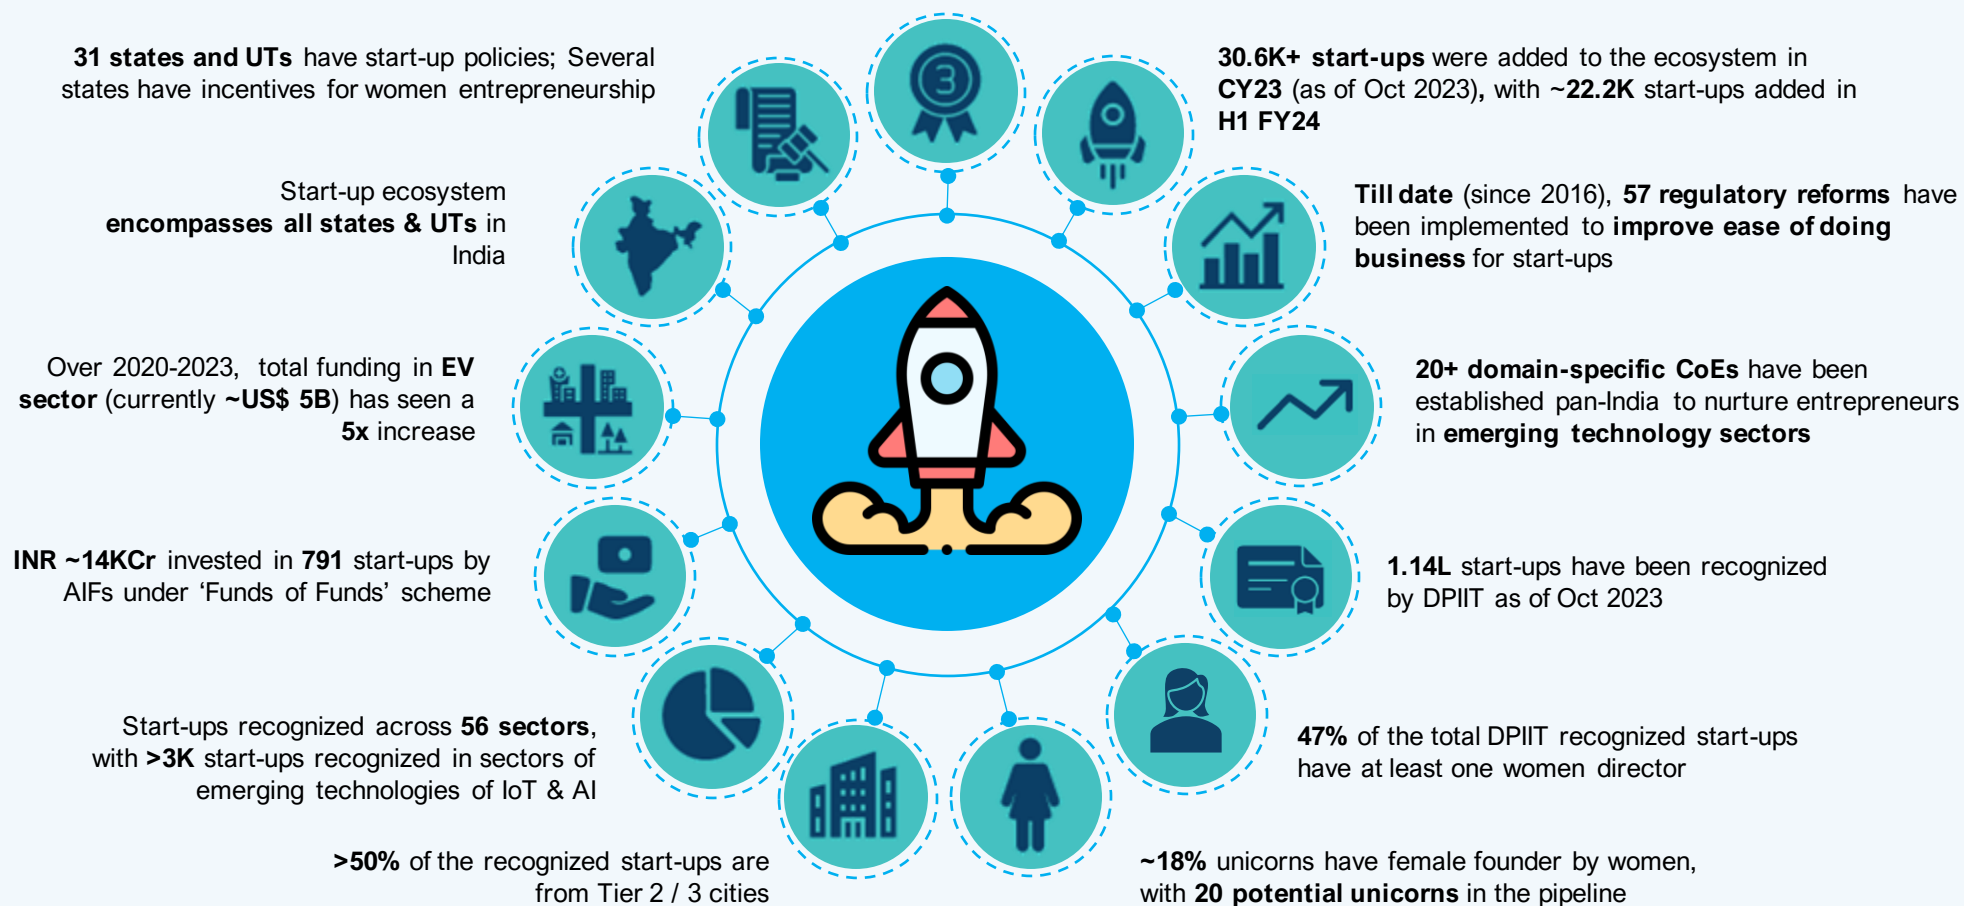 31 states and UTs have start-up policies; Several
states have incentives for women entrepreneurship
3
30.6K+ start-ups were added to the ecosystem in
CY23 (as of Oct 2023), with ~22.2K start-ups added in
H1 FY24
Start-up ecosystem
encompasses all states & UTs in
India
Till date (since 2016), 57 regulatory reforms have
been implemented to improve ease of doing
business for start-ups
Over 2020-2023, total funding in EV
sector (currently ~US$ 5B) has seen a
5x increase
20+ domain-specific CoEs have been
established pan-India to nurture entrepreneurs
in emerging technology sectors
INR ~14KCr invested in 791 start-ups by
AIFs under ‘Funds of Funds’ scheme
1.14L start-ups have been recognized
by DPIIT as of Oct 2023
Start-ups recognized across 56 sectors,
with >3K start-ups recognized in sectors of
emerging technologies of IoT & AI
47% of the total DPIIT recognized start-ups
have at least one women director
>50% of the recognized start-ups are
from Tier 2 / 3 cities
~18% unicorns have female founder by women,
with 20 potential unicorns in the pipeline